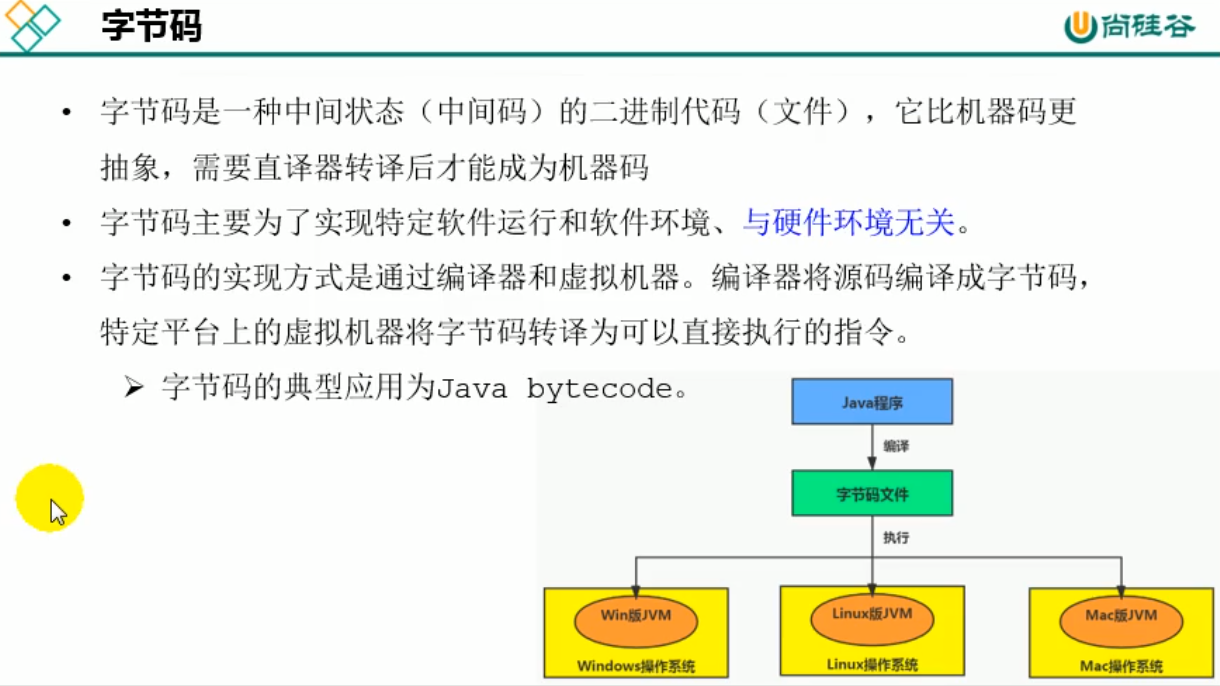 字节码
尚硅谷
• 字节码是一种中间状态（中间码）的二进制代码（文件），它比机器码更
抽象，需要直译器转译后才能成为机器码
• 字节码主要为了实现特定软件运行和软件环境、与硬件环境无关。
• 字节码的实现方式是通过编译器和虚拟机器。编译器将源码编译成字节码，
特定平台上的虚拟机器将字节码转译为可以直接执行的指令。
➢ 字节码的典型应用为Java bytecode。
Java程序
编译
字节码文件
执行
Win版JVM
Windows操作系统
Linux版JVM
Linux操作系统
Mac版JVM
Mac操作系统